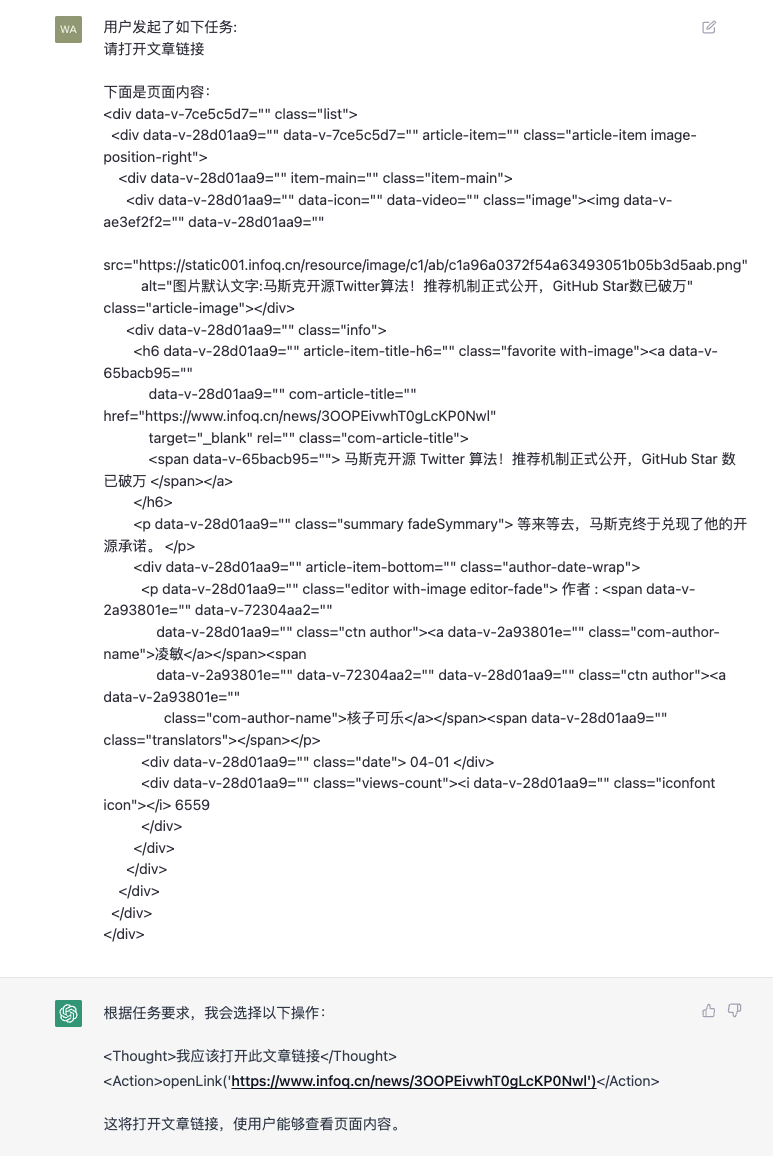 WA
用户发起了如下任务:
请打开文章链接
下面是页面内容：
<div data-v-7ce5c5d7="" class="list">
<div data-v-28d01aa9="" data-v-7ce5c5d7="" article-item="" class="article-item image-
position-right">
<div data-v-28d01aa9="" item-main="" class="item-main">
<div data-v-28d01aa9="" data-icon="" data-video="" class="image"><img data-v-
ae3ef2f2="" data-v-28d01aa9=""
src="https://static001.infoq.cn/resource/image/c1/ab/c1a96a0372f54a63493051b05b3d5aab.png"
alt="图片默认文字:马斯克开源Twitter算法！推荐机制正式公开，GitHub Star数已破万"
class="article-image"></div>
<div data-v-28d01aa9="" class="info">
<h6 data-v-28d01aa9="" article-item-title-h6="" class="favorite with-image"><a data-v-
65bacb95=""
data-v-28d01aa9="" com-article-title=""
href="https://www.infoq.cn/news/3OOPEivwhT0gLcKP0Nwl"
target="_blank" rel="" class="com-article-title">
<span data-v-65bacb95=""> 马斯克开源 Twitter 算法！推荐机制正式公开，GitHub Star 数
已破万 </span></a>
</h6>
<p data-v-28d01aa9="" class="summary fadeSymmary"> 等来等去，马斯克终于兑现了他的开
源承诺。 </p>
<div data-v-28d01aa9="" article-item-bottom="" class="author-date-wrap">
<p data-v-28d01aa9="" class="editor with-image editor-fade"> 作者 : <span data-v-
2a93801e="" data-v-72304aa2=""
data-v-28d01aa9="" class="ctn author"><a data-v-2a93801e="" class="com-author-
name">凌敏</a></span><span
data-v-2a93801e="" data-v-72304aa2="" data-v-28d01aa9="" class="ctn author"><a
data-v-2a93801e=""
class="com-author-name">核子可乐</a></span><span data-v-28d01aa9=""
class="translators"></span></p>
<div data-v-28d01aa9="" class="date"> 04-01 </div>
<div data-v-28d01aa9="" class="views-count"><i data-v-28d01aa9="" class="iconfont
icon"></i> 6559
</div>
</div>
</div>
</div>
</div>
</div>
根据任务要求，我会选择以下操作：
<Thought>我应该打开此文章链接</Thought>
<Action>openLink('https://www.infoq.cn/news/3OOPEivwhT0gLcKP0Nwl')</Action>
这将打开文章链接，使用户能够查看页面内容。